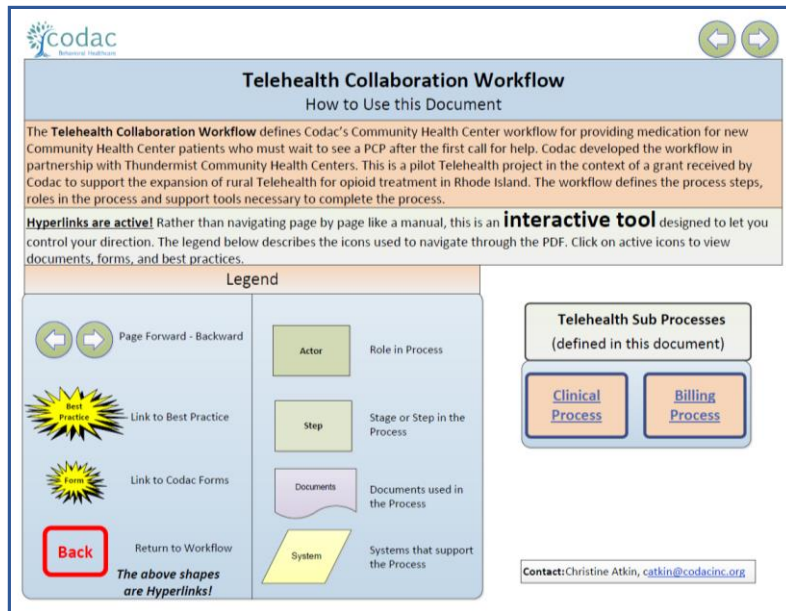 codac
Behavioral Healthcare
Telehealth Collaboration Workflow
How to Use this Document
The Telehealth Collaboration Workflow defines Codac's Community Health Center workflow for providing medication for new
Community Health Center patients who must wait to see a PCP after the first call for help. Codac developed the workflow in
partnership with Thundermist Community Health Centers. This is a pilot Telehealth project in the context of a grant received by
Codac to support the expansion of rural Telehealth for opioid treatment in Rhode Island. The workflow defines the process steps,
roles in the process and support tools necessary to complete the process.
Hyperlinks are active! Rather than navigating page by page like a manual, this is an interactive tool designed to let you
control your direction. The legend below describes the icons used to navigate through the PDF. Click on active icons to view
documents, forms, and best practices.
Legend
Page Forward - Backward
Best
Practice
Link to Best Practice
Form
Link to Codac Forms
Back
Return to Workflow
The above shapes
are Hyperlinks!
Actor
Role in Process
Step
Stage or Step in the
Process
Documents
Documents used in
the Process
System
Systems that support
the Process
Telehealth Sub Processes
(defined in this document)
Clinical
Process
Billing
Process
Contact:Christine Atkin, catkin@codacinc.org